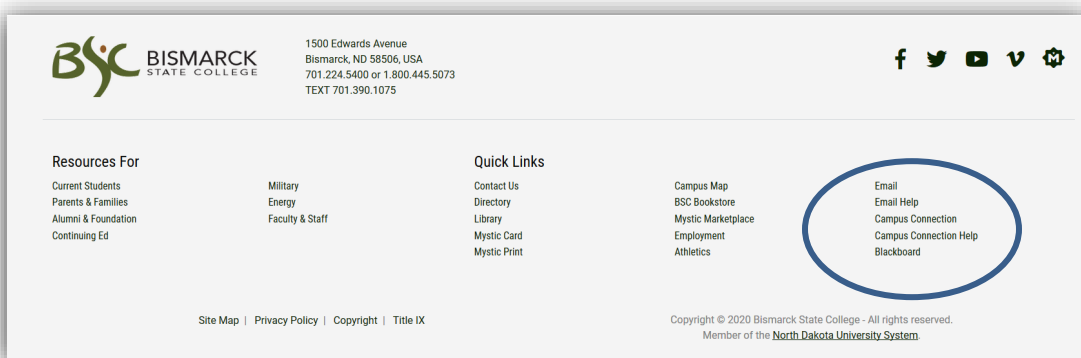 BSC BISMARCK
STATE COLLEGE
1500 Edwards Avenue
Bismarck, ND 58506, USA
701.224.5400 or 1.800.445.5073
TEXT 701.390.1075
Resources For
Current Students
Parents & Families
Alumni & Foundation
Continuing Ed
Military
Energy
Faculty & Staff
Quick Links
Contact Us
Directory
Library
Mystic Card
Mystic Print
Campus Map
BSC Bookstore
Mystic Marketplace
Employment
Athletics
Email
Email Help
Campus Connection
Campus Connection Help
Blackboard
Site Map | Privacy Policy | Copyright | Title IX
Copyright © 2020 Bismarck State College - All rights reserved.
Member of the North Dakota University System.